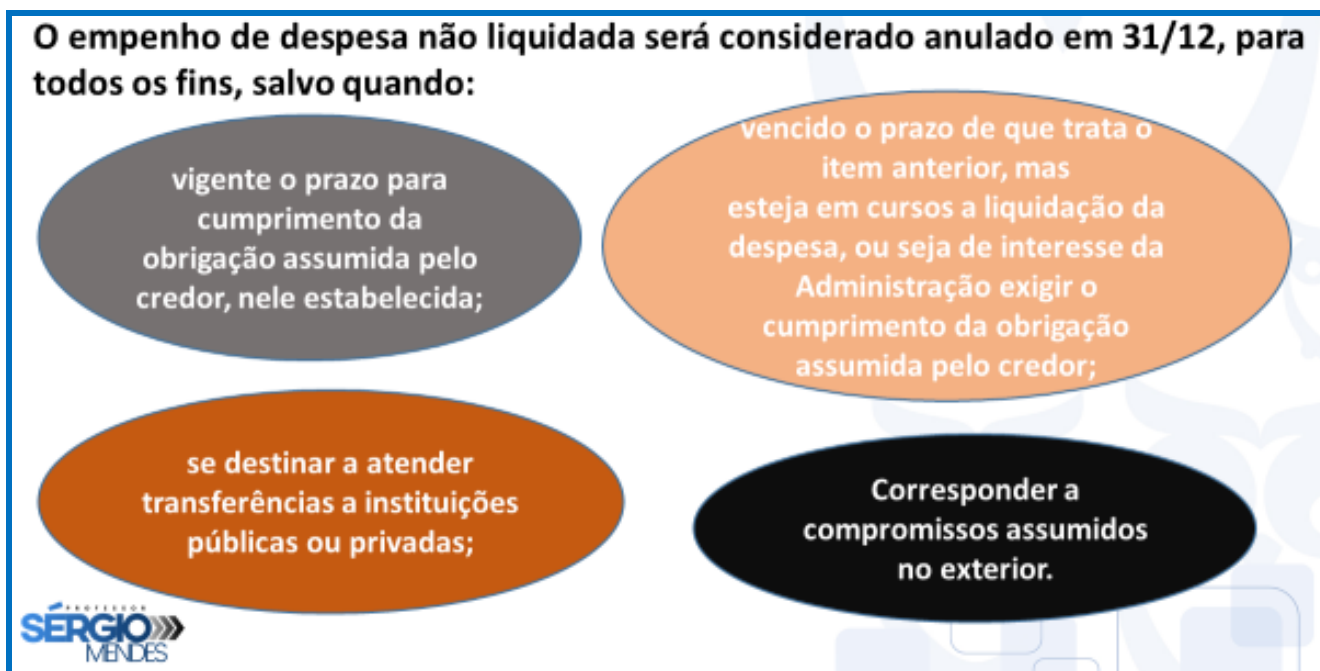 O empenho de despesa não liquidada será considerado anulado em 31/12, para
todos os fins, salvo quando:
vigente o prazo para
cumprimento da
obrigação assumida pelo
credor, nele estabelecida;
vencido o prazo de que trata o
item anterior, mas
esteja em cursos a liquidação da
despesa, ou seja de interesse da
Administração exigir o
cumprimento da obrigação
assumida pelo credor;
se destinar a atender
transferências a instituições
públicas ou privadas;
Corresponder a
compromissos assumidos
no exterior.
PROFESSOR
SÉRGIO
MENDES